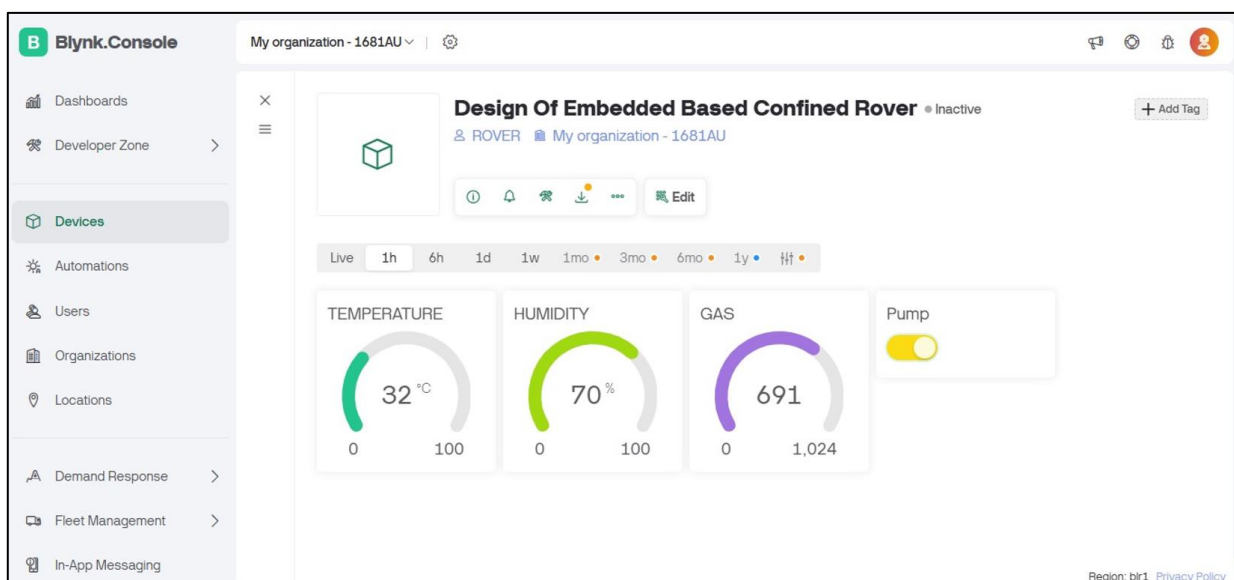 B Blynk.Console
My organization - 1681AU
Dashboards
Developer Zone
Devices
Automations
Users
Organizations
Locations
Demand Response
Fleet Management
In-App Messaging
Design Of Embedded Based Confined Rover Inactive
+ Add Tag
ROVER My organization - 1681AU
Edit
Live 1h 6h 1d 1w 1mo 3mo 6mo 1y
TEMPERATURE
32 °C
0 100
HUMIDITY
70 %
0 100
GAS
691
0 1,024
Pump
Region: blr1 Privacy Policy